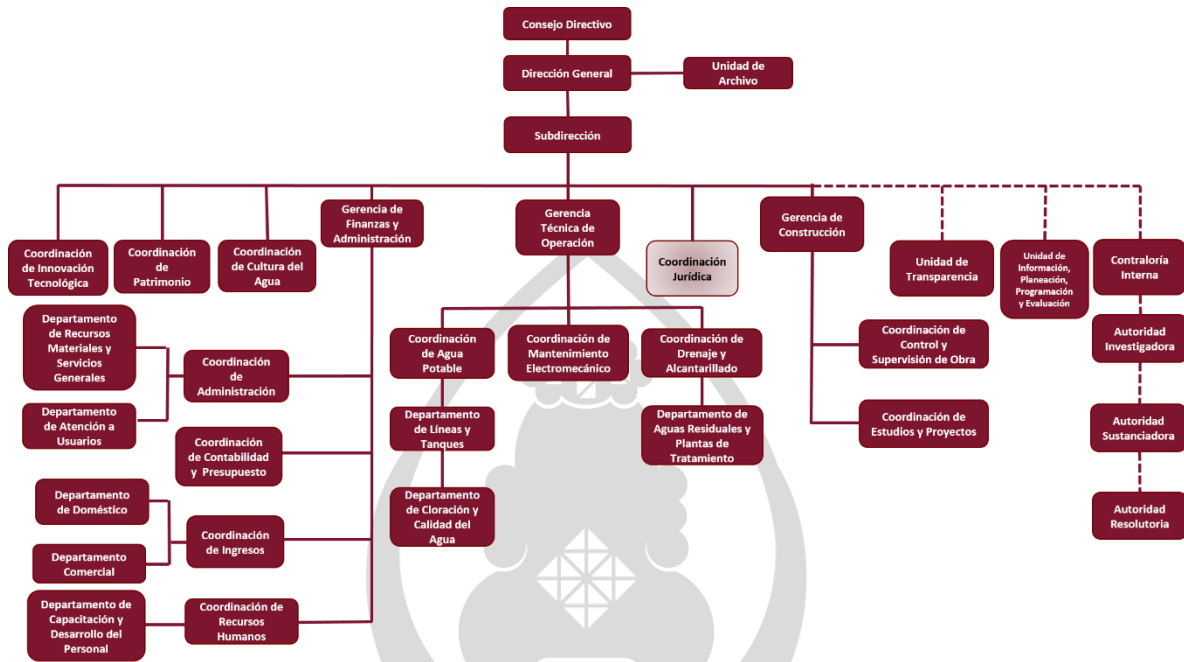 Consejo Directivo
Dirección General
Unidad de
Archivo
Subdirección
Coordinación
de Innovación
Tecnológica
Coordinación
de
Patrimonio
Coordinación
de Cultura del
Agua
Gerencia de
Finanzas y
Administración
Gerencia
Técnica de
Operación
Coordinación
Jurídica
Gerencia de
Construcción
Unidad de
Transparencia
Unidad de
Información,
Planeación,
Programación
y Evaluación
Contraloría
Interna
Departamento
de Recursos
Materiales y
Servicios
Generales
Departamento
de Atención a
Usuarios
Coordinación
de
Administración
Coordinación
de Contabilidad
y Presupuesto
Departamento
de Doméstico
Departamento
Comercial
Coordinación
de Ingresos
Departamento de
Capacitación y
Desarrollo del
Personal
Coordinación de
Recursos
Humanos
Coordinación
de Agua
Potable
Departamento
de Líneas y
Tanques
Departamento
de Cloración y
Calidad del
Agua
Coordinación de
Mantenimiento
Electromecánico
Coordinación de
Drenaje y
Alcantarillado
Departamento de
Aguas Residuales y
Plantas de
Tratamiento
Coordinación de
Control y
Supervisión de Obra
Coordinación de
Estudios y Proyectos
Autoridad
Investigadora
Autoridad
Sustanciadora
Autoridad
Resolutoria